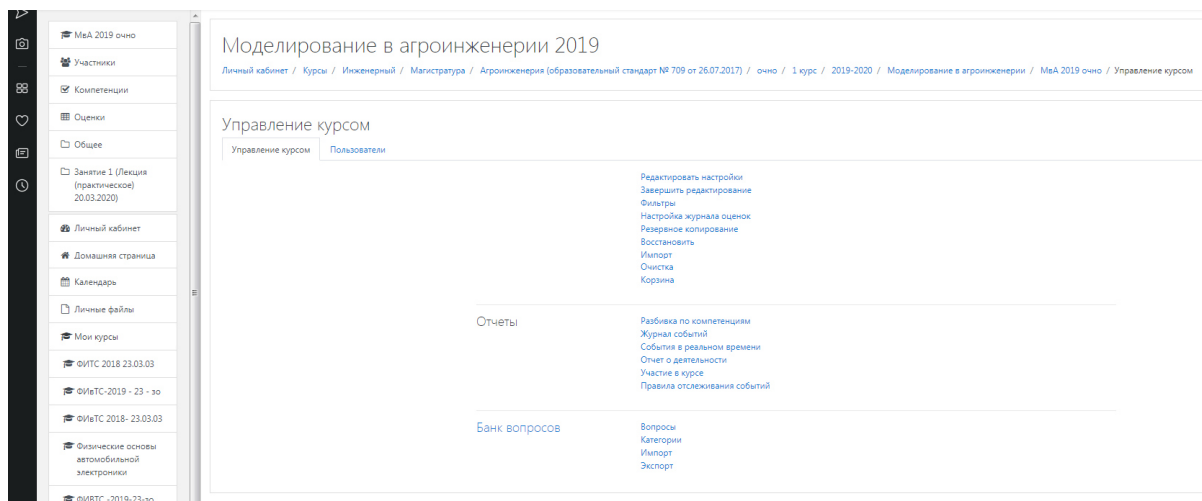 МвА 2019 очно
Участники
Компетенции
Оценки
Общее
Занятие 1 (Лекция
(практическое)
20.03.2020)
Личный кабинет
Домашняя страница
Календарь
Личные файлы
Мои курсы
ФИТС 2018 23.03.03
ФИвТС-2019 - 23 - зо
ФИвТС 2018- 23.03.03
Физические основы
автомобильной
электроники
ФИВТС -2019-23-зо
Моделирование в агроинженерии 2019
Личный кабинет / Курсы / Инженерный / Магистратура / Агроинженерия (образовательный стандарт № 709 от 26.07.2017) / очно / 1 курс / 2019-2020 / Моделирование в агроинженерии / МвА 2019 очно / Управление курсом
Управление курсом
Управление курсом Пользователи
Редактировать настройки
Завершить редактирование
Фильтры
Настройка журнала оценок
Резервное копирование
Восстановить
Импорт
Очистка
Корзина
Отчеты
Разбивка по компетенциям
Журнал событий
События в реальном времени
Отчет о деятельности
Участие в курсе
Правила отслеживания событий
Банк вопросов
Вопросы
Категории
Импорт
Экспорт